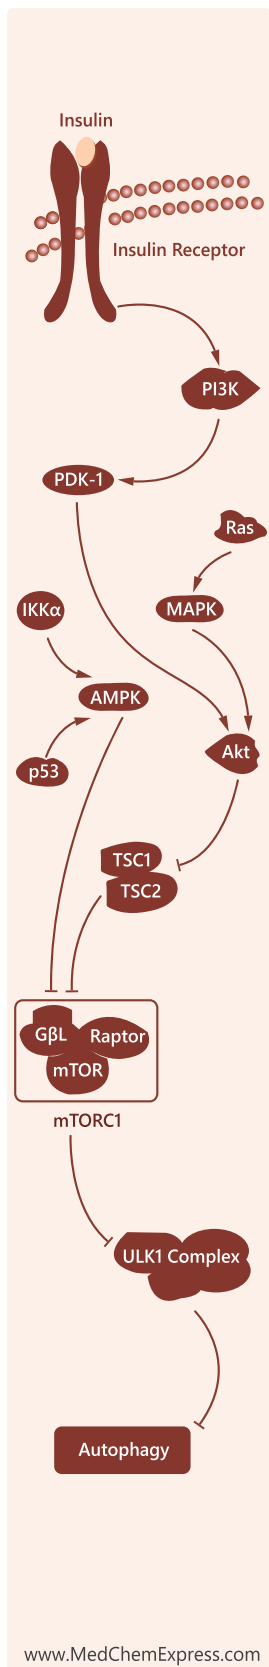 Insulin
Insulin Receptor
PI3K
PDK-1
Ras
IKKα
MAPK
AMPK
p53
Akt
TSC1
TSC2
GβL
Raptor
mTOR
mTORC1
ULK1 Complex
Autophagy
www.MedChemExpress.com